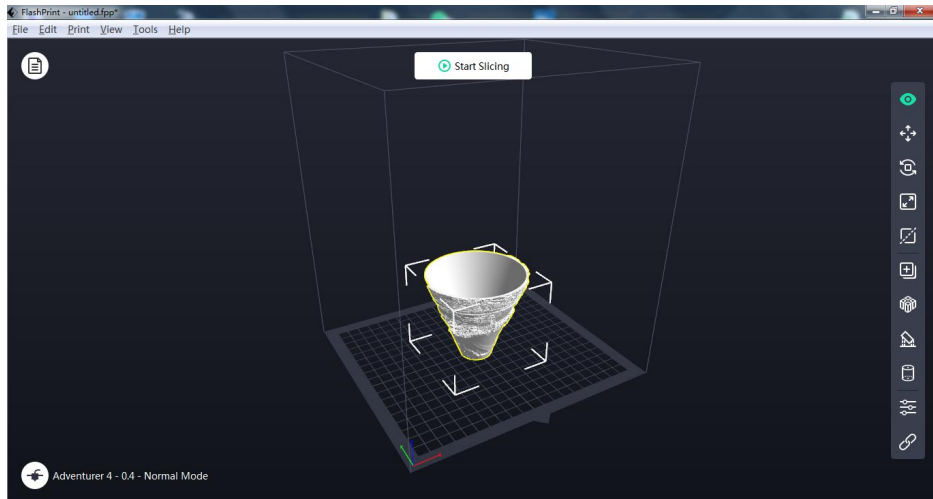 FlashPrint - untitled.fpp*
File Edit Print View Tools Help
Start Slicing
Adventurer 4 - 0.4 - Normal Mode